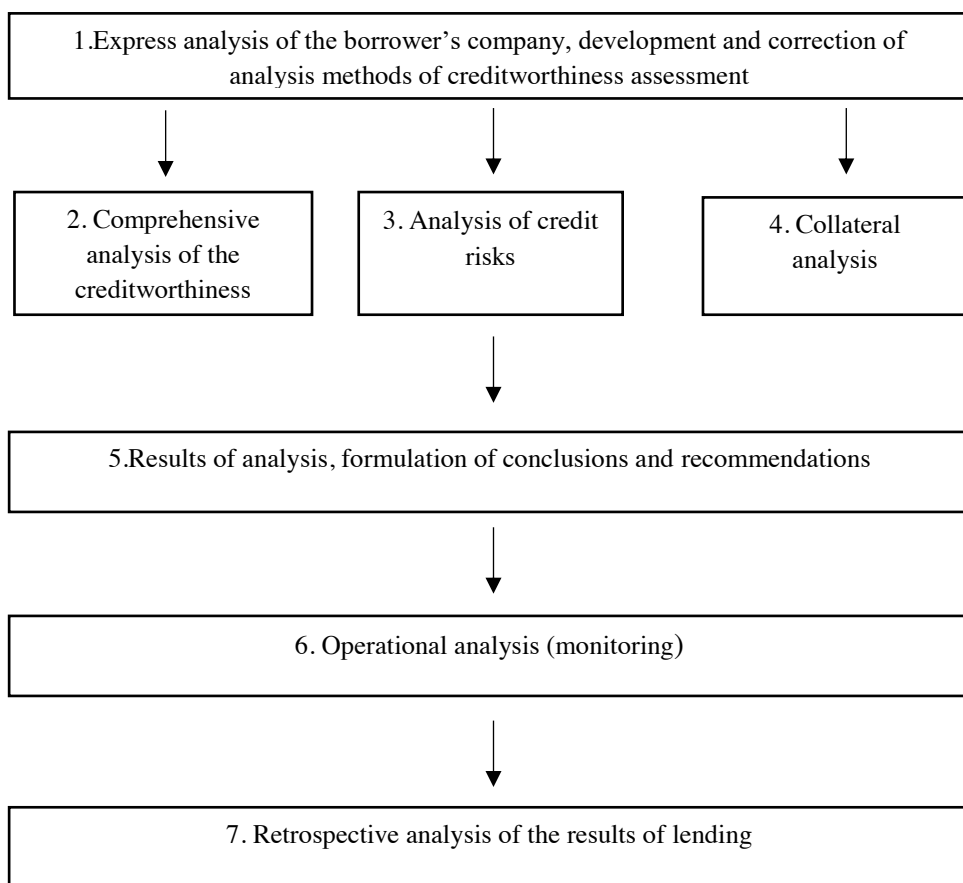 1.Express analysis of the borrower’s company, development and correction of
analysis methods of creditworthiness assessment
2. Comprehensive
analysis of the
creditworthiness
3. Analysis of credit
risks
4. Collateral
analysis
5.Results of analysis, formulation of conclusions and recommendations
6. Operational analysis (monitoring)
7. Retrospective analysis of the results of lending